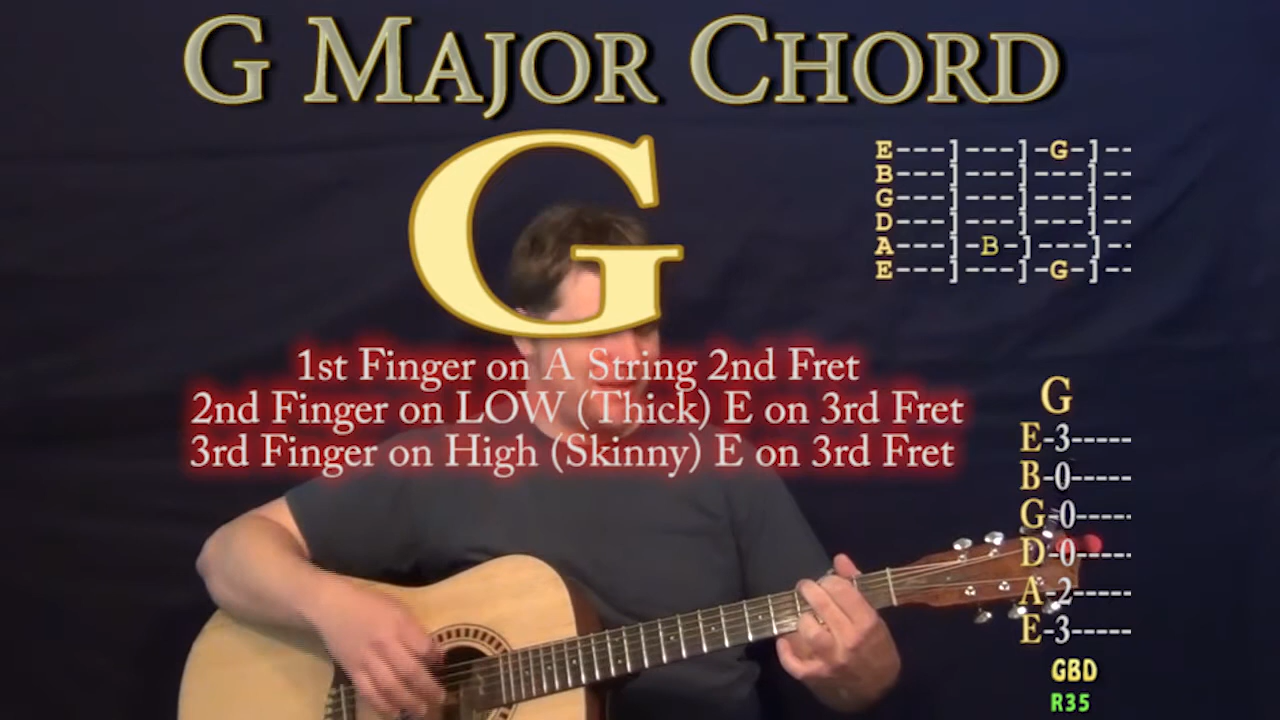 G MAJOR CHORD
G
E---]---]-G-]--
B---]---]---]--
G---]---]---]--
D---]---]---]--
A---]-B-]---]--
E---]---]-G-]--
1st Finger on A String 2nd Fret
2nd Finger on LOW (Thick) E on 3rd Fret
3rd Finger on High (Skinny) E on 3rd Fret
G
E-3-----
B-0-----
G-0-----
D-0-----
A-2-----
E-3-----
GBD
R35